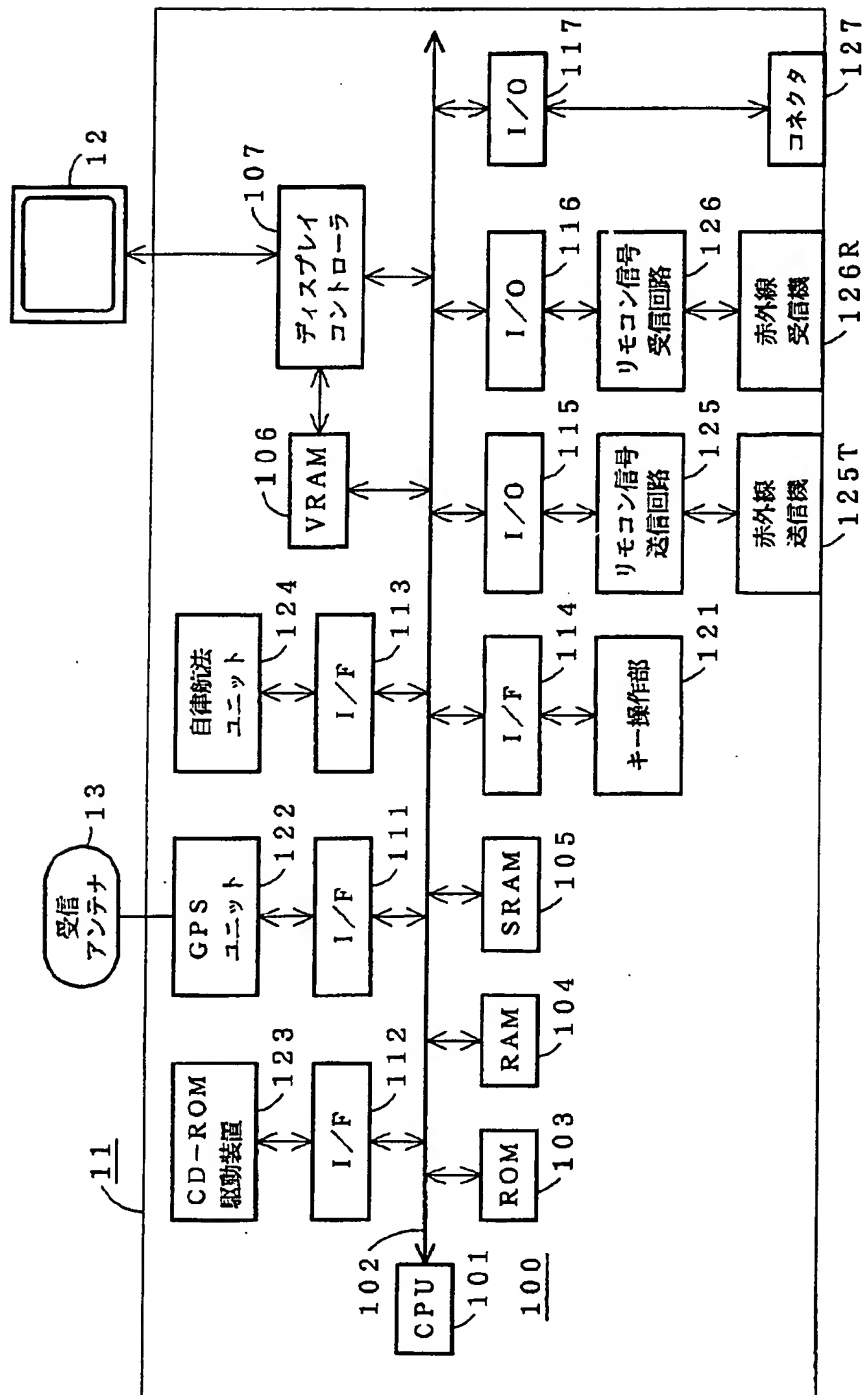 11
受信
アンテナ
13
12
CD-ROM
駆動装置
123
GPS
ユニット
122
自律航法
ユニット
124
ディスプレイ
コントローラ
107
VRAM
106
I/F
112
I/F
111
I/F
113
CPU
101
102
100
ROM
103
RAM
104
SRAM
105
I/F
114
I/O
115
I/O
116
I/O
117
キー操作部
121
リモコン信号
送信回路
125
リモコン信号
受信回路
126
赤外線
送信機
125T
赤外線
受信機
126R
コネクタ
127